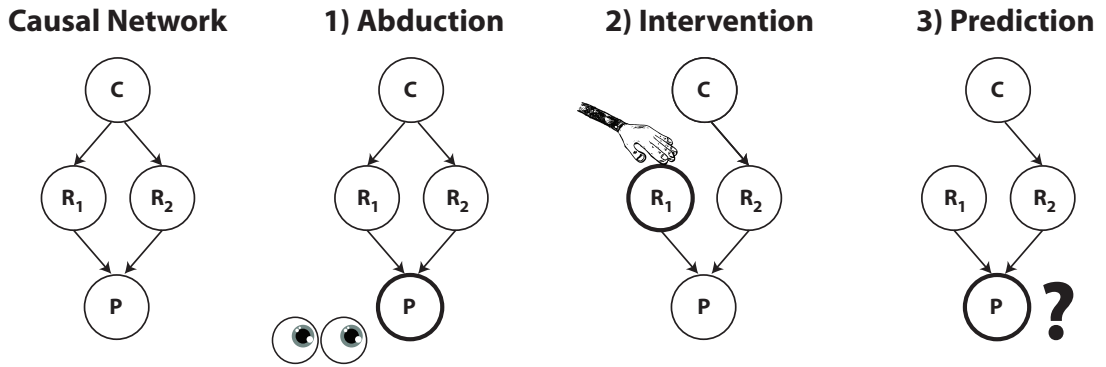 Causal Network 1) Abduction 2) Intervention 3) Prediction
C C C C
R1 R2 R1 R2 R1 R2 R1 R2
P P P P ?